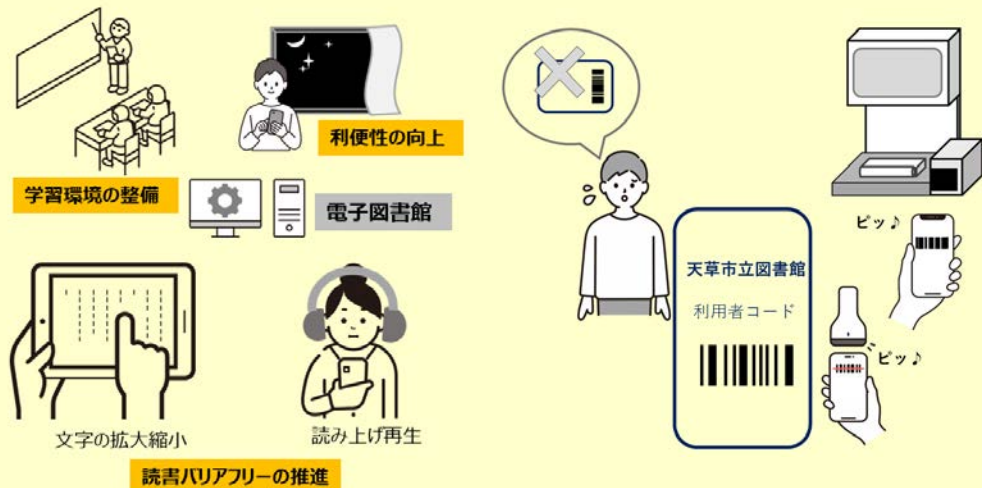 利便性の向上
学習環境の整備
電子図書館
文字の拡大縮小
読み上げ再生
読書バリアフリーの推進
天草市立図書館
利用者コード
ピッ♪
ピッ♪